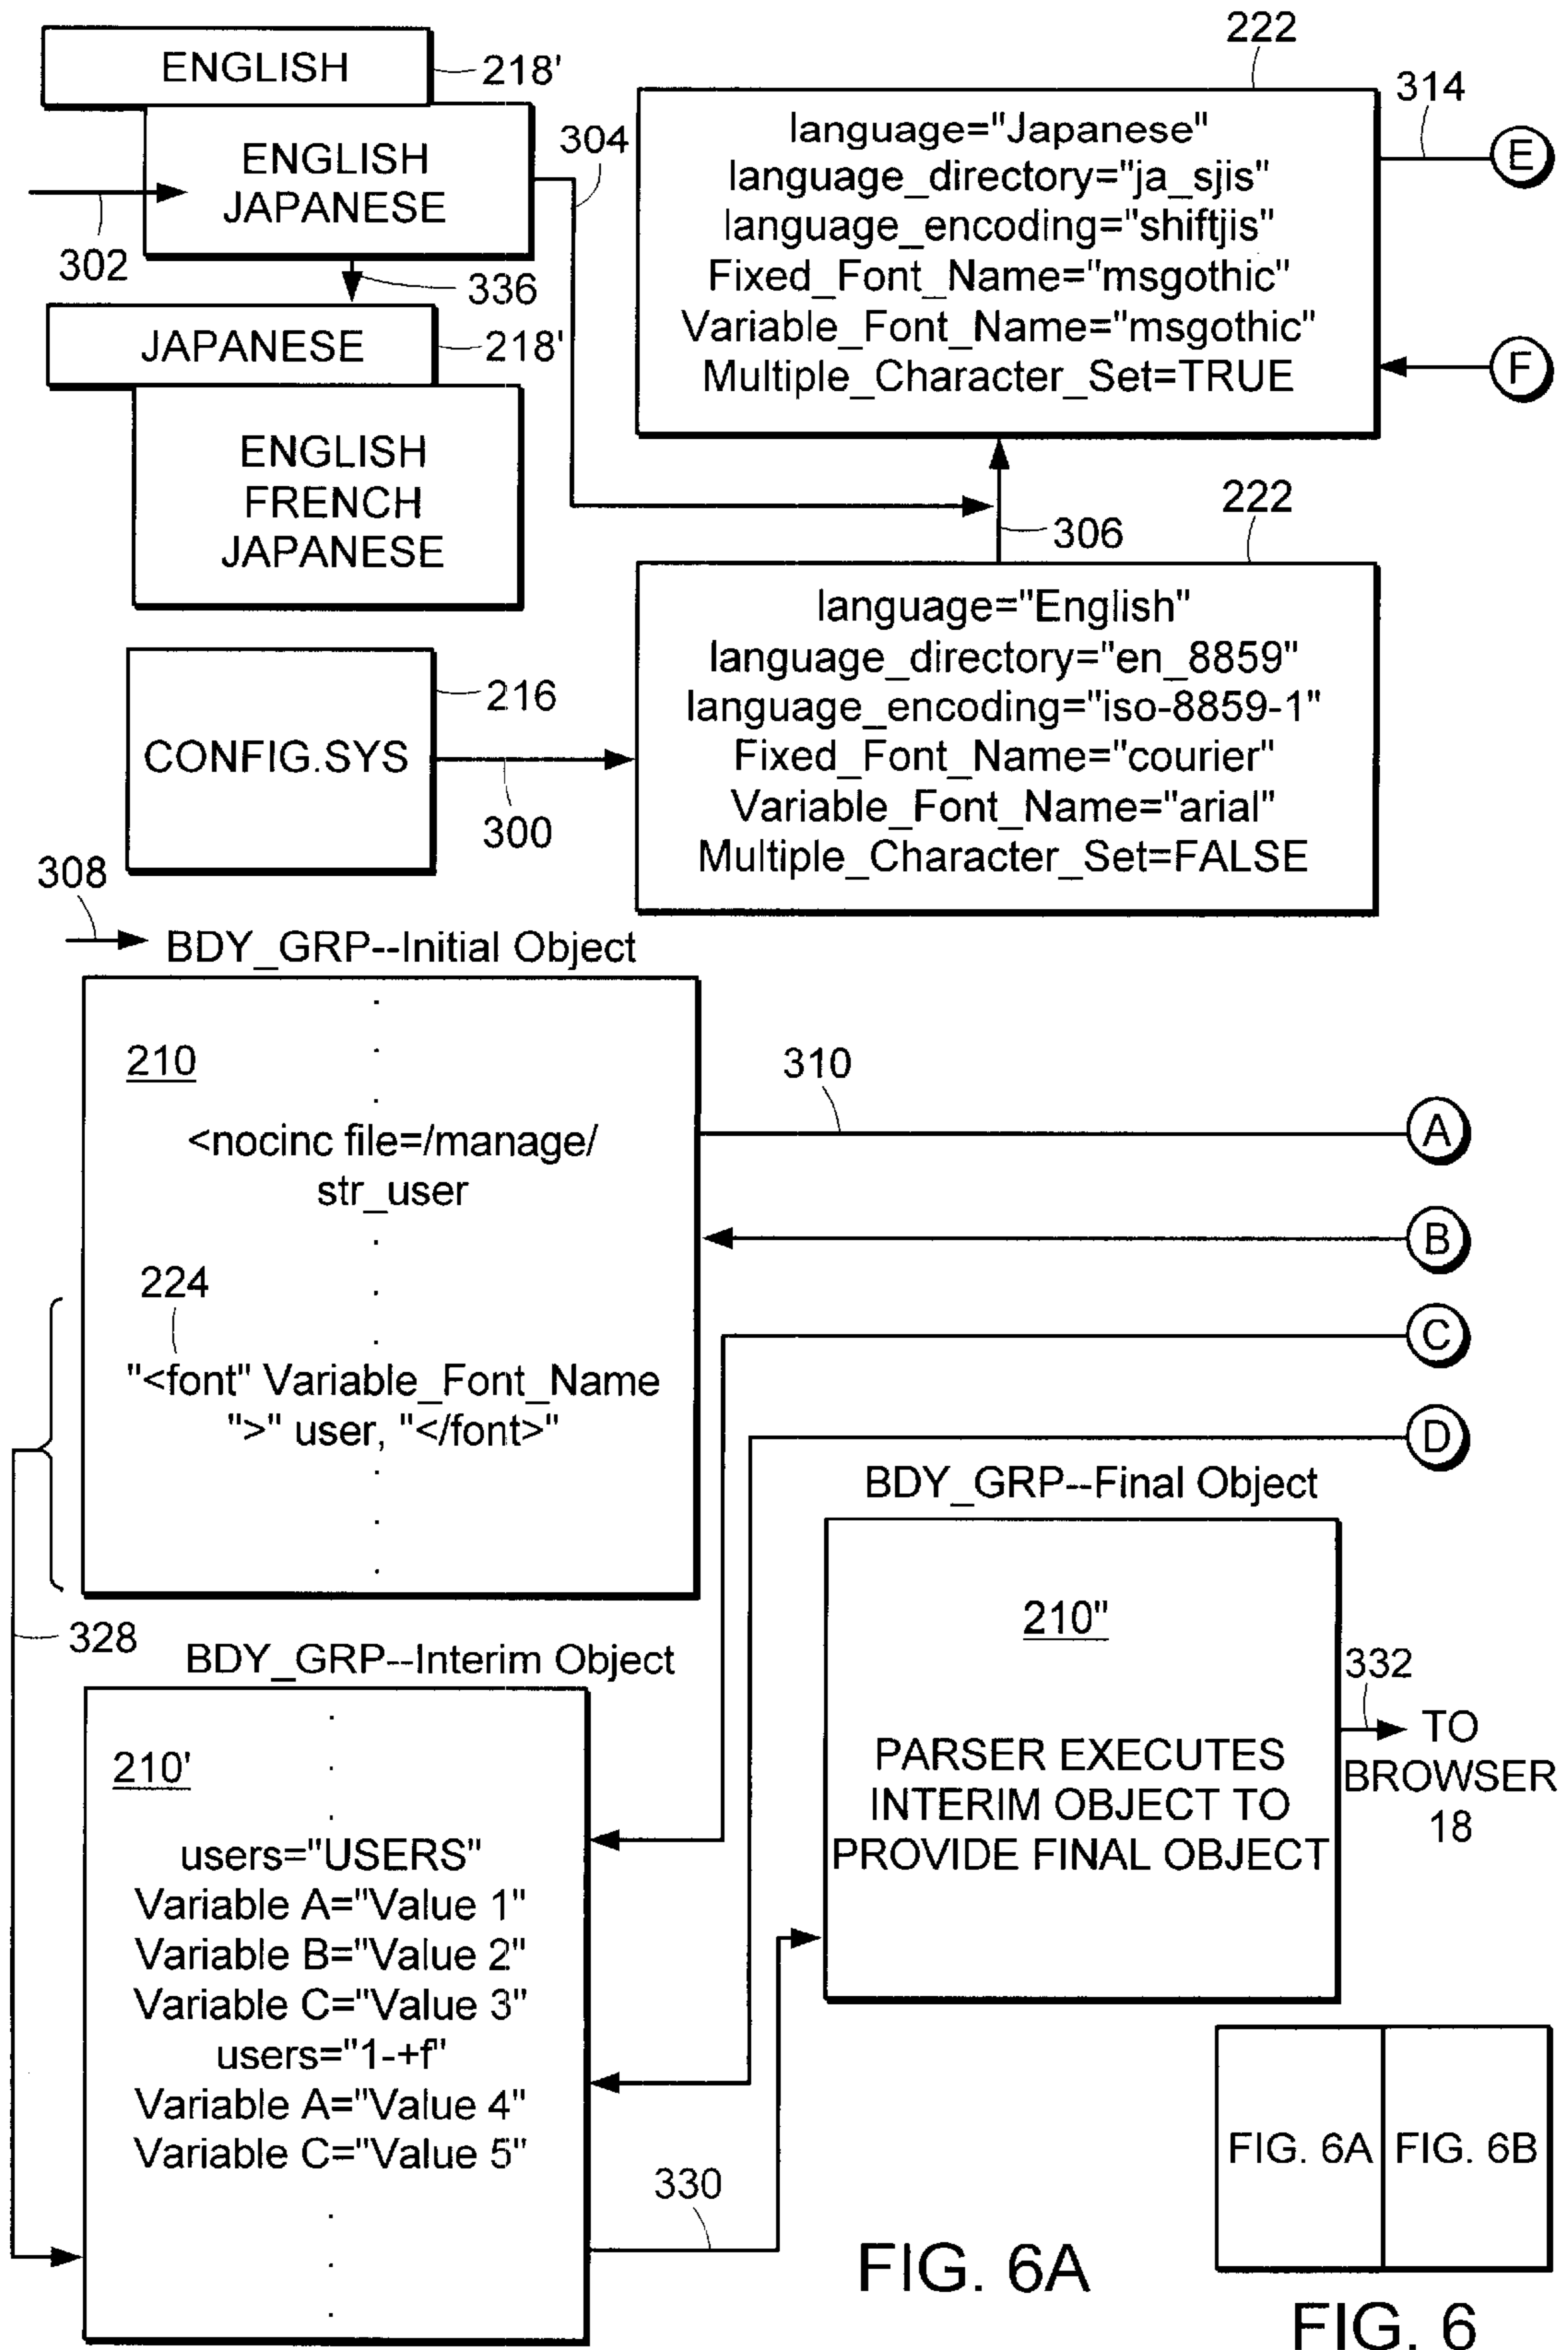 ENGLISH
218'
ENGLISH
JAPANESE
302
304
336
JAPANESE
218'
ENGLISH
FRENCH
JAPANESE
222
language="Japanese"
language_directory="ja_sjis"
language_encoding="shiftjis"
Fixed_Font_Name="msgothic"
Variable_Font_Name="msgothic"
Multiple_Character_Set=TRUE
314
E
F
306
222
language="English"
language_directory="en_8859"
language_encoding="iso-8859-1"
Fixed_Font_Name="courier"
Variable_Font_Name="arial"
Multiple_Character_Set=FALSE
CONFIG.SYS
216
300
308
BDY_GRP--Initial Object
210
<nocinc file=/manage/
str_user
224
"<font" Variable_Font_Name
">" user, "</font>"
310
A
B
C
D
328
BDY_GRP--Interim Object
210'
users="USERS"
Variable A="Value 1"
Variable B="Value 2"
Variable C="Value 3"
users="1-+f"
Variable A="Value 4"
Variable C="Value 5"
330
BDY_GRP--Final Object
210"
PARSER EXECUTES
INTERIM OBJECT TO
PROVIDE FINAL OBJECT
332
TO
BROWSER
18
FIG. 6A
FIG. 6A
FIG. 6B
FIG. 6